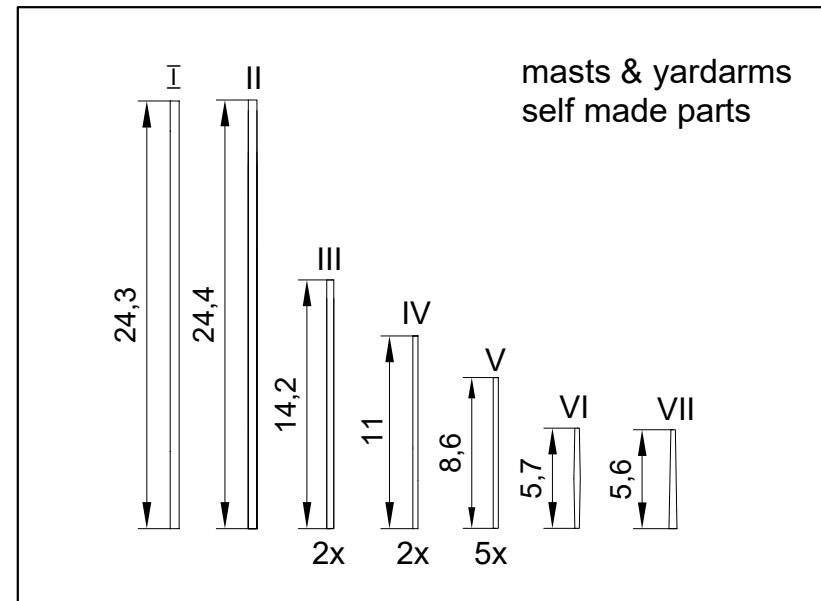 masts & yardarms
self made parts
I
II
III
IV
V
VI
VII
24,3
24,4
14,2
11
8,6
5,7
5,6
2x
2x
5x